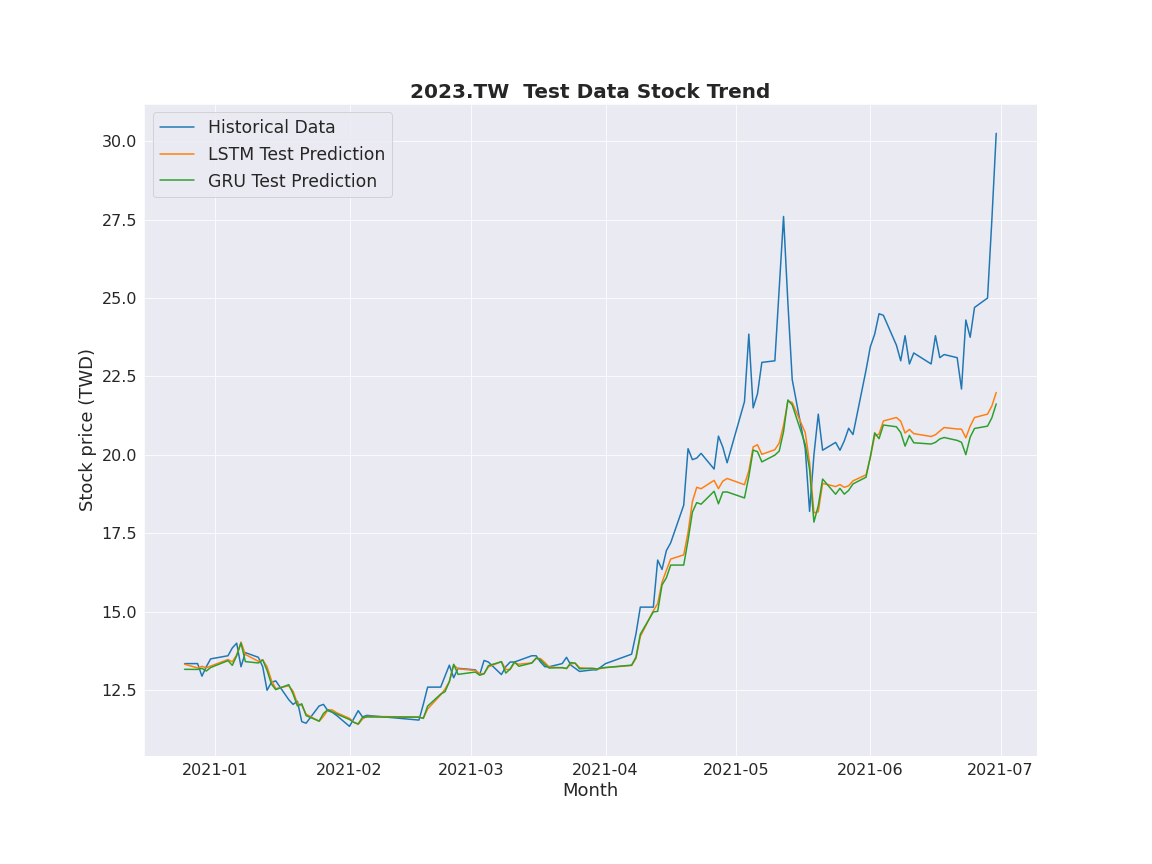 2023.TW  Test Data Stock Trend
Historical Data
LSTM Test Prediction
GRU Test Prediction
30.0
27.5
25.0
22.5
20.0
17.5
15.0
12.5
Stock price (TWD)
2021-01 2021-02 2021-03 2021-04 2021-05 2021-06 2021-07
Month